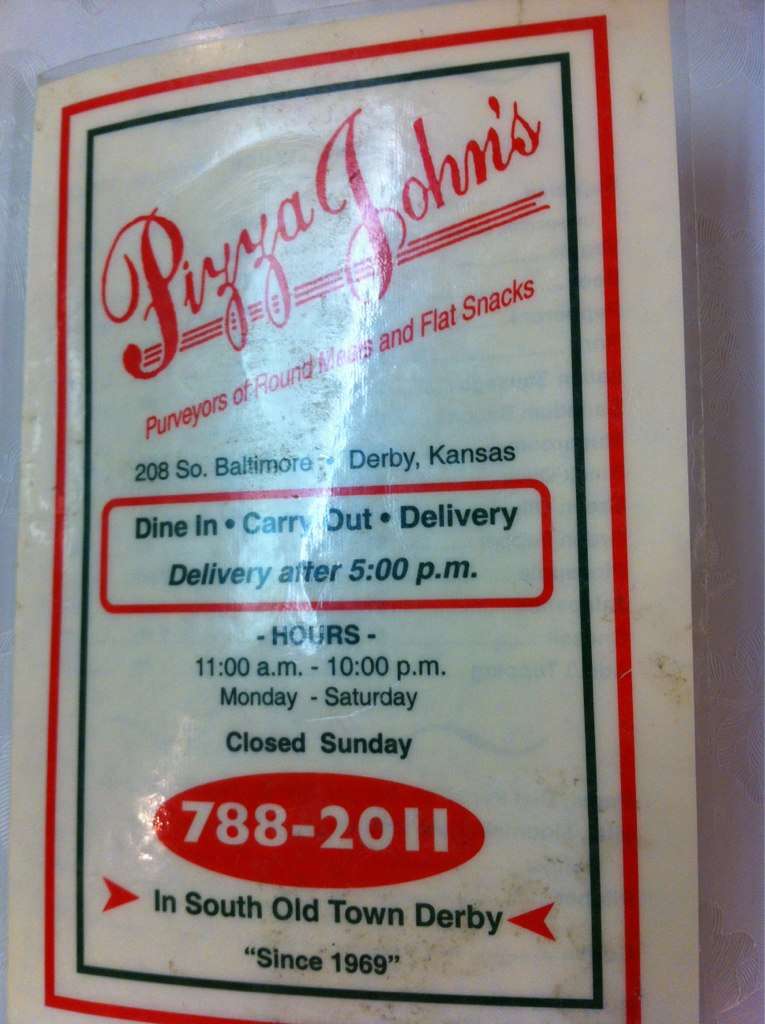 Pizza John's
Purveyors of Round Meals and Flat Snacks
208 So. Baltimore • Derby, Kansas
Dine In • Carry Out • Delivery
Delivery after 5:00 p.m.
- HOURS -
11:00 a.m. - 10:00 p.m.
Monday - Saturday
Closed Sunday
788-2011
In South Old Town Derby
"Since 1969"